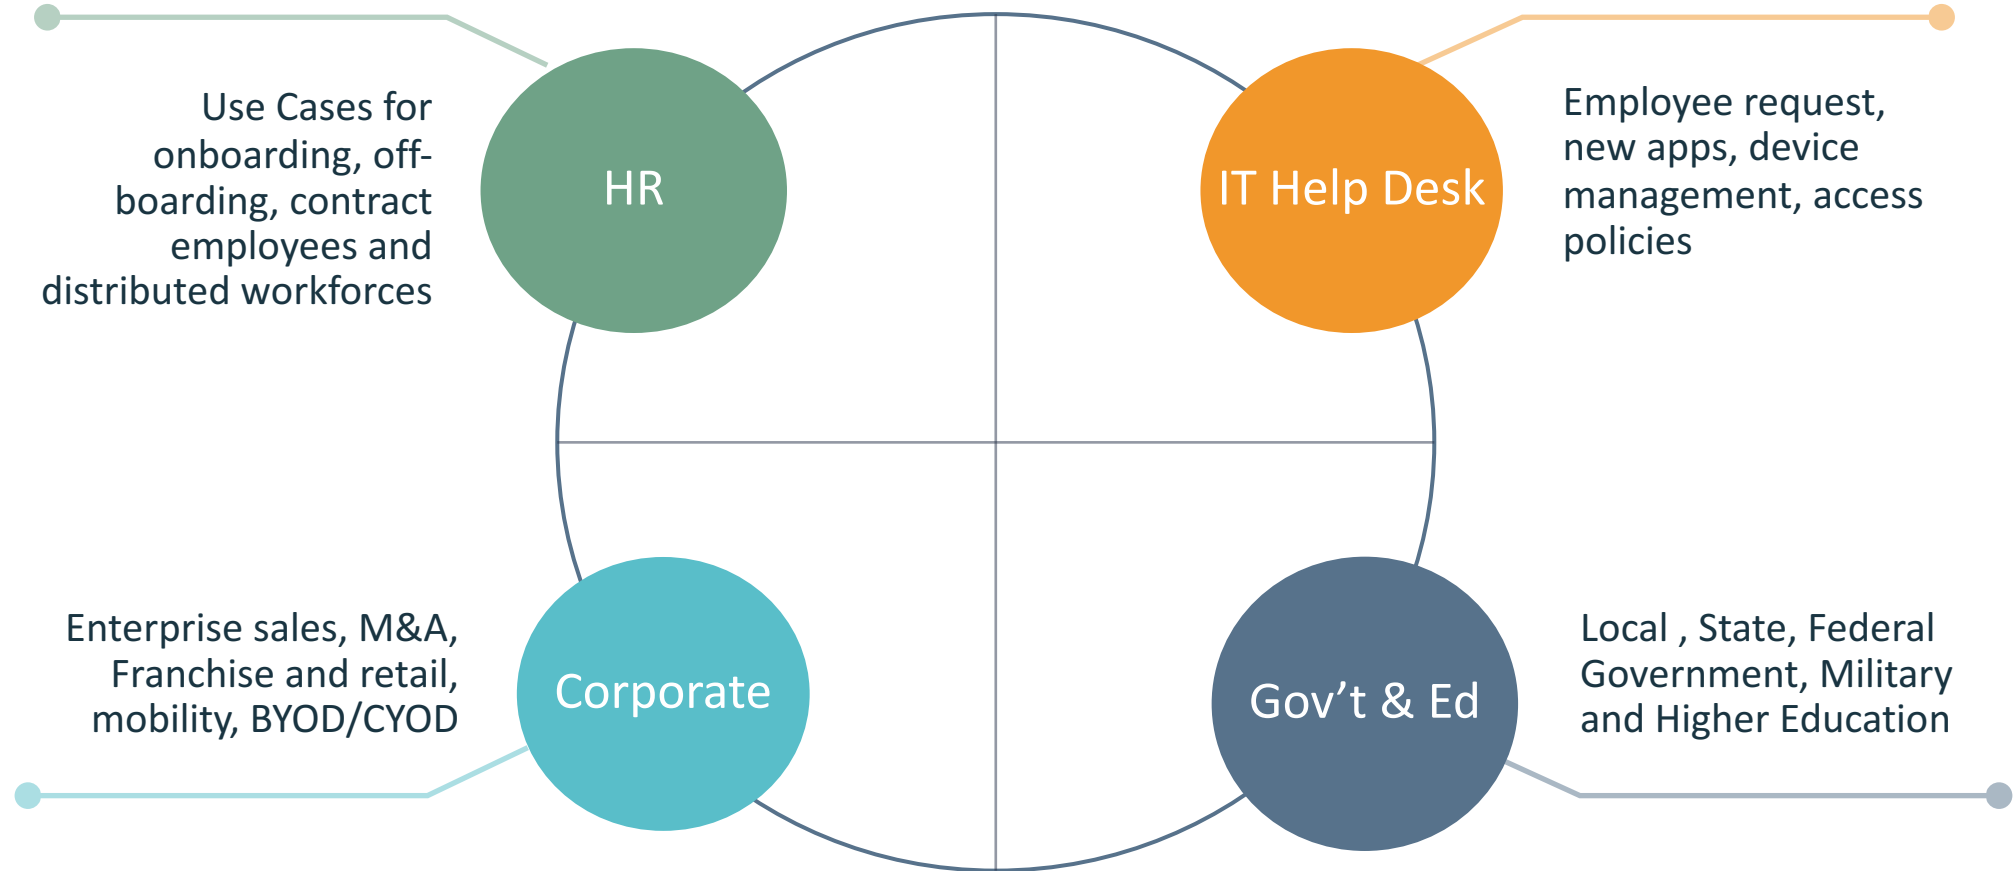 Use Cases for
onboarding, off-
boarding, contract
employees and
distributed workforces
HR
IT Help Desk
Employee request,
new apps, device
management, access
policies
Enterprise sales, M&A,
Franchise and retail,
mobility, BYOD/CYOD
Corporate
Gov’t & Ed
Local , State, Federal
Government, Military
and Higher Education